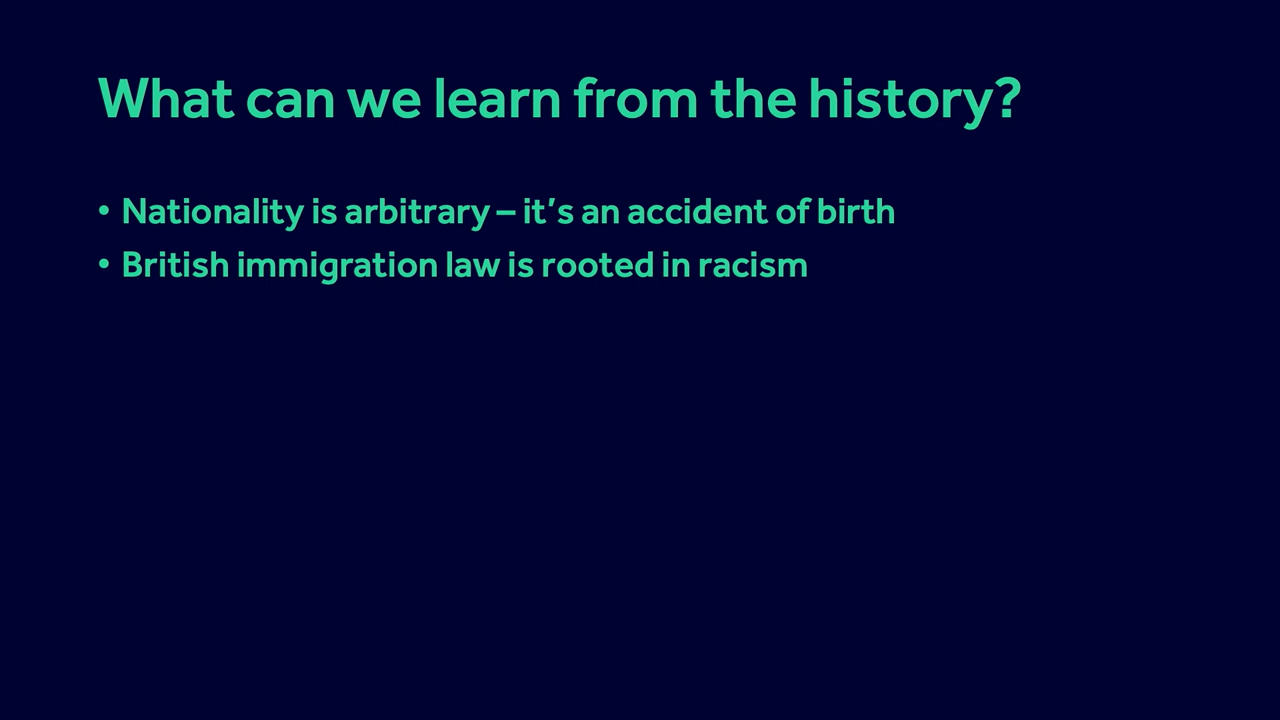 What can we learn from the history?
• Nationality is arbitrary – it’s an accident of birth
• British immigration law is rooted in racism